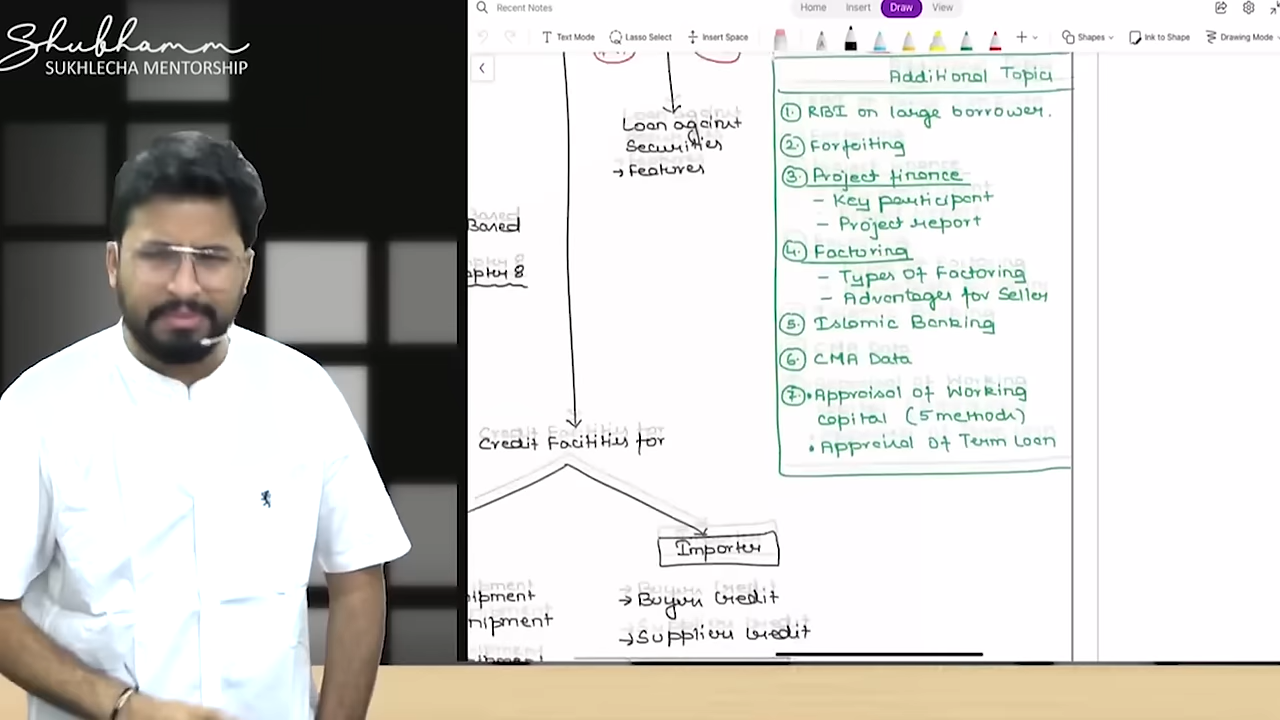 Shubhamm
SUKHLECHA MENTORSHIP
Recent Notes
Home Insert Draw View
Text Mode Lasso Select Insert Space Shapes Ink to Shape Drawing Mode
Additional Topic
Loan against
Securities
→ Features
① RBI on large borrower.
② Forfeiting
③ Project finance
- Key participant
- Project report
④ Factoring
- Types of Factoring
- Advantages for Seller
⑤ Islamic Banking
⑥ CMA Data
⑦ • Appraisal of Working
capital (5 methods)
• Appraisal of Term Loan
Based
pter 8
Credit Facilities for
Importer
ipment
hipment
→ Buyers Credit
→ Suppliers Credit